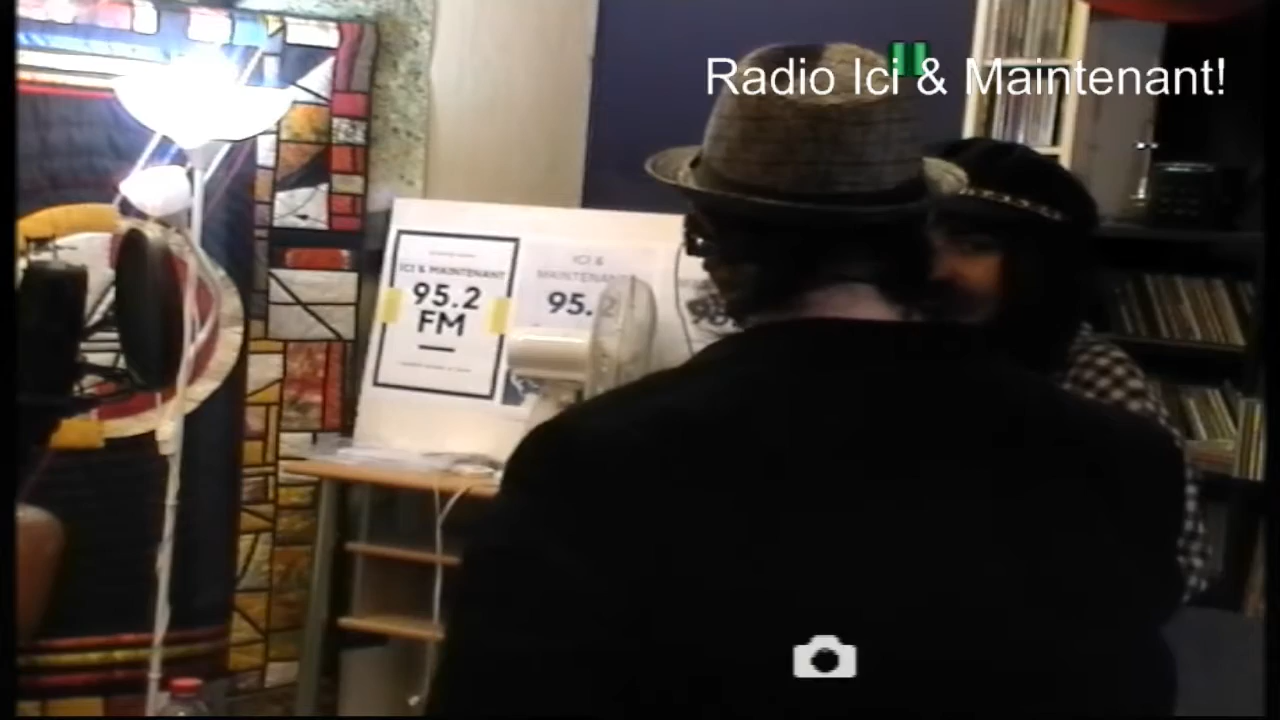 Radio Ici & Maintenant!
ICI & MAINTENANT
95.2
FM
ICI &
MAINTENANT
95.2